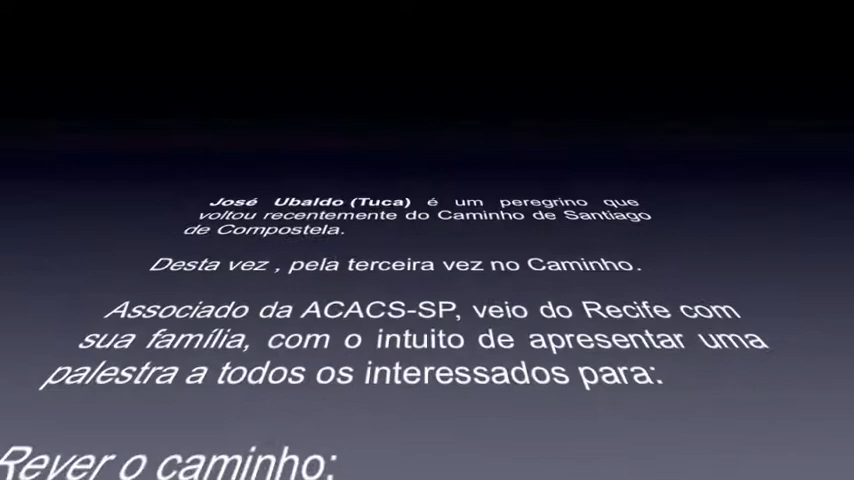 José Ubaldo (Tuca) é um peregrino que
voltou recentemente do Caminho de Santiago
de Compostela.
Desta vez , pela terceira vez no Caminho.
Associado da ACACS-SP, veio do Recife com
sua família, com o intuito de apresentar uma
palestra a todos os interessados para:
Rever o caminho;